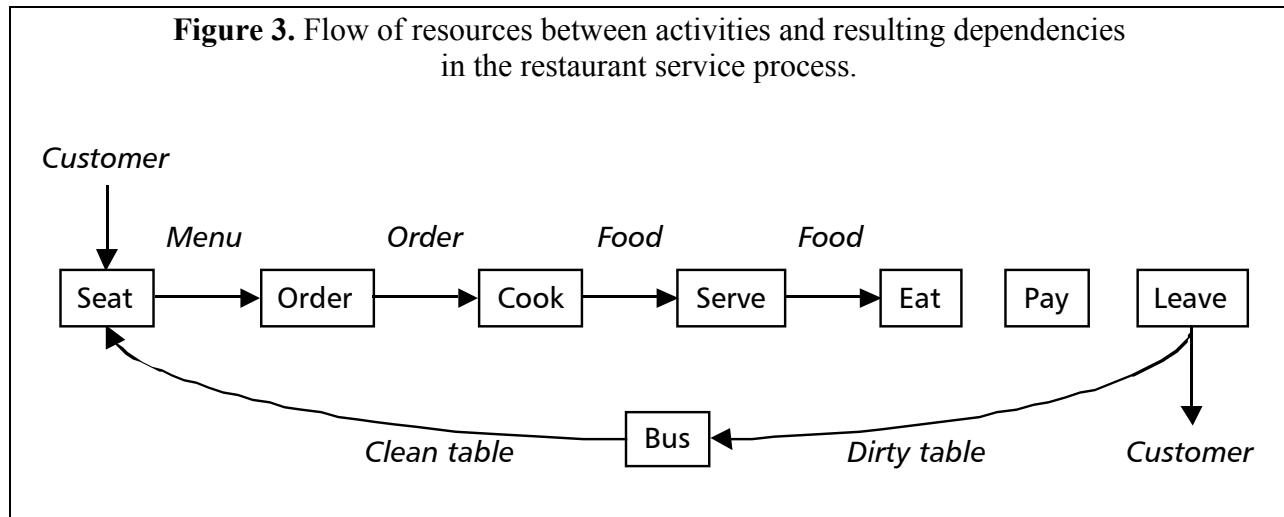 Figure 3. Flow of resources between activities and resulting dependencies
in the restaurant service process.
Customer
Menu Order Food Food
Seat Order Cook Serve Eat Pay Leave
Bus
Clean table Dirty table Customer